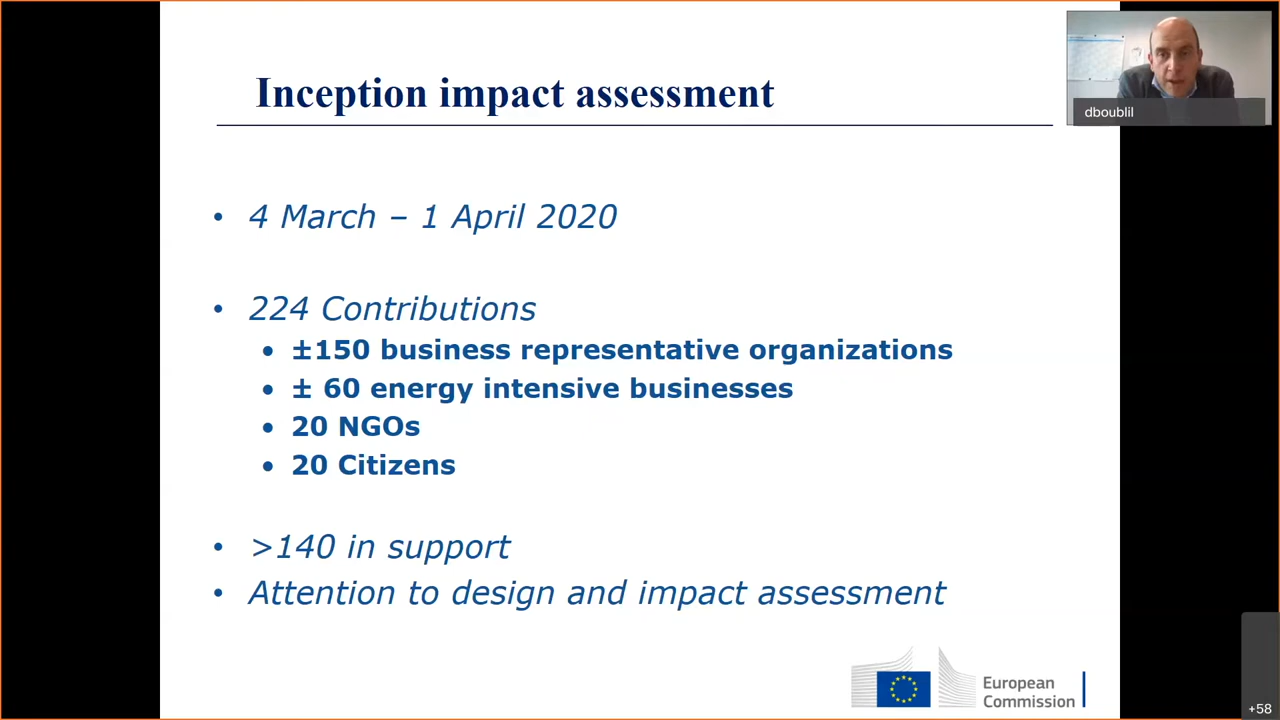 Inception impact assessment
dboublil
• 4 March – 1 April 2020
• 224 Contributions
• ±150 business representative organizations
• ± 60 energy intensive businesses
• 20 NGOs
• 20 Citizens
• >140 in support
• Attention to design and impact assessment
European
Commission
+58